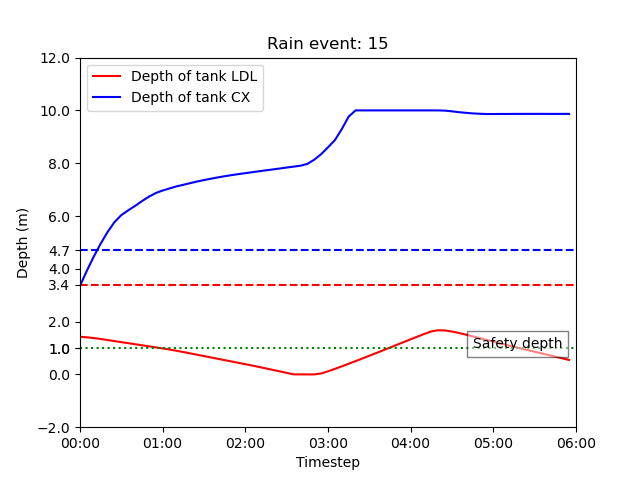 Rain event: 15
12.0
Depth of tank LDL
Depth of tank CX
10.0
8.0
6.0
4.7
4.0
3.4
2.0
1.0
0.0
−2.0
Depth (m)
Safety depth
00:00 01:00 02:00 03:00 04:00 05:00 06:00
Timestep